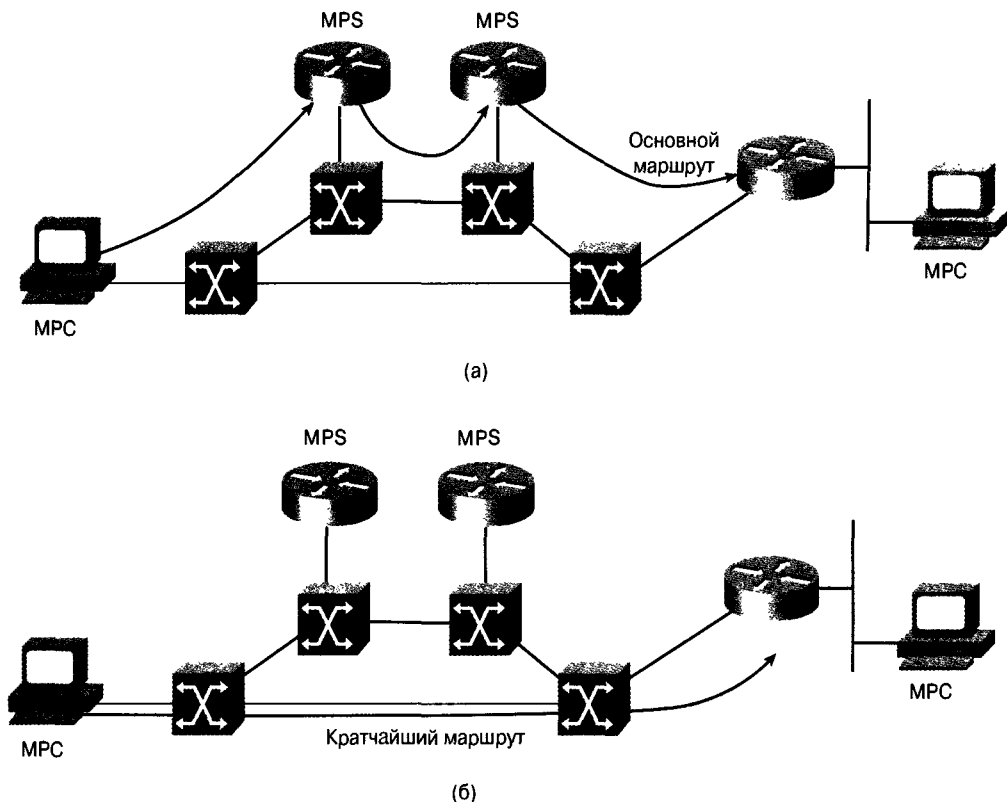 MPS MPS
Основной
маршрут
MPC
MPC
(а)
MPS MPS
MPC
MPC
Кратчайший маршрут
(б)